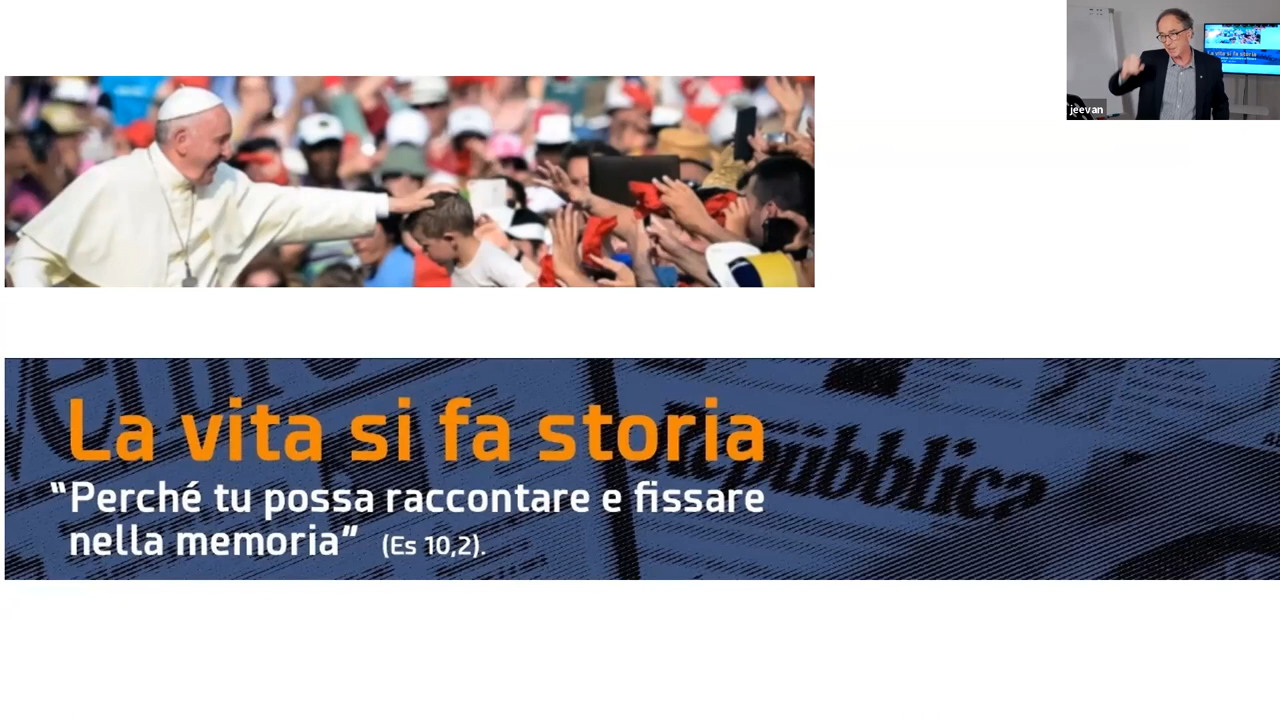 jeevan
La vita si fa storia
“Perché tu possa raccontare e fissare
nella memoria” (Es 10,2).